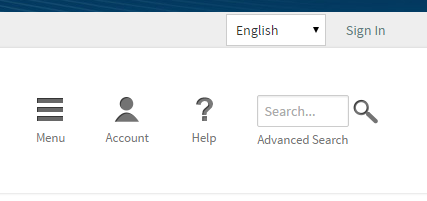 English Sign In
Menu Account Help Search...
Advanced Search